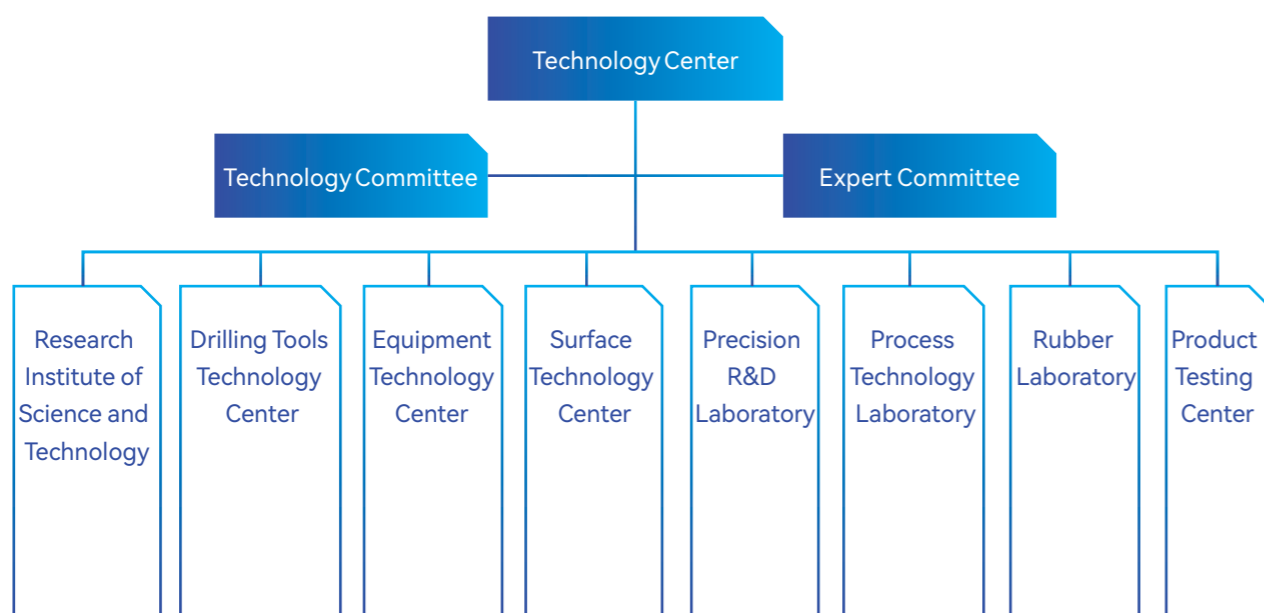 Technology Center
Technology Committee
Expert Committee
Research
Institute of
Science and
Technology
Drilling Tools
Technology
Center
Equipment
Technology
Center
Surface
Technology
Center
Precision
R&D
Laboratory
Process
Technology
Laboratory
Rubber
Laboratory
Product
Testing
Center